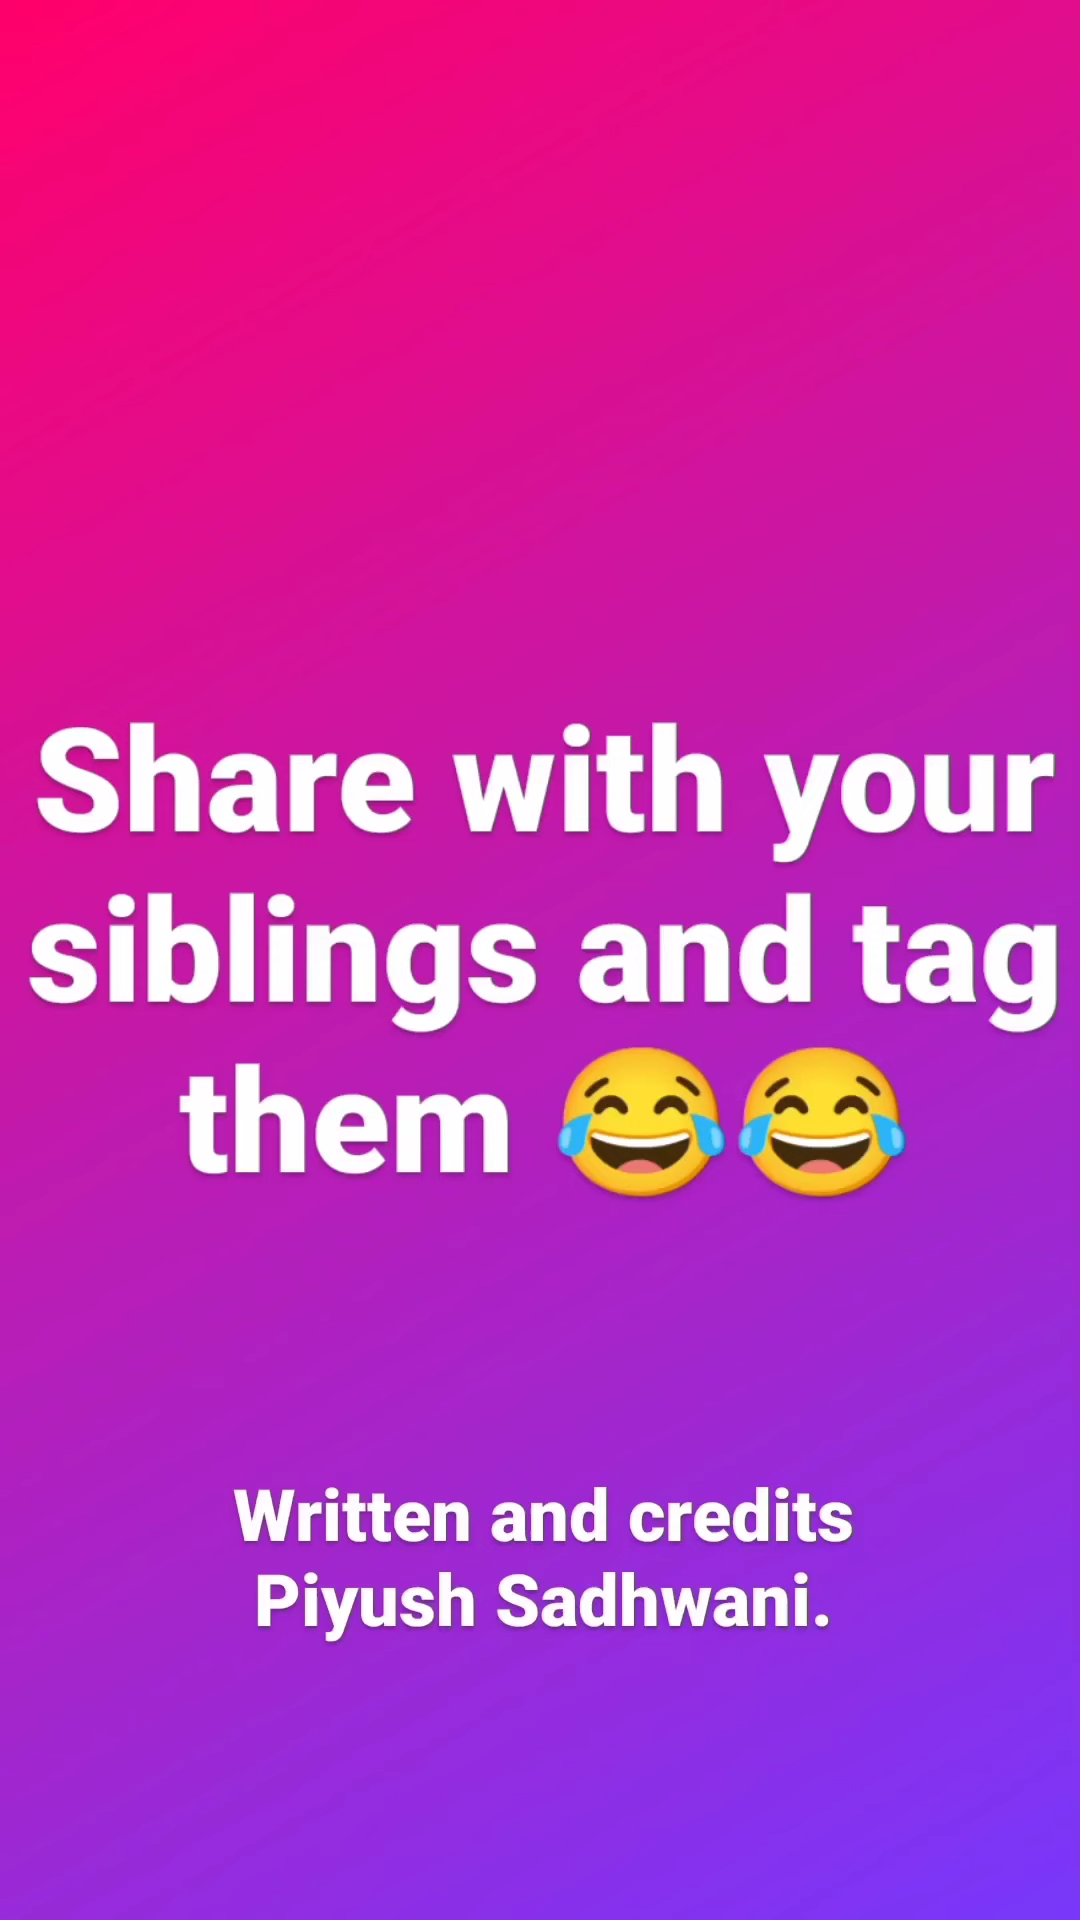 Share with your
siblings and tag
them 😂😂
Written and credits
Piyush Sadhwani.